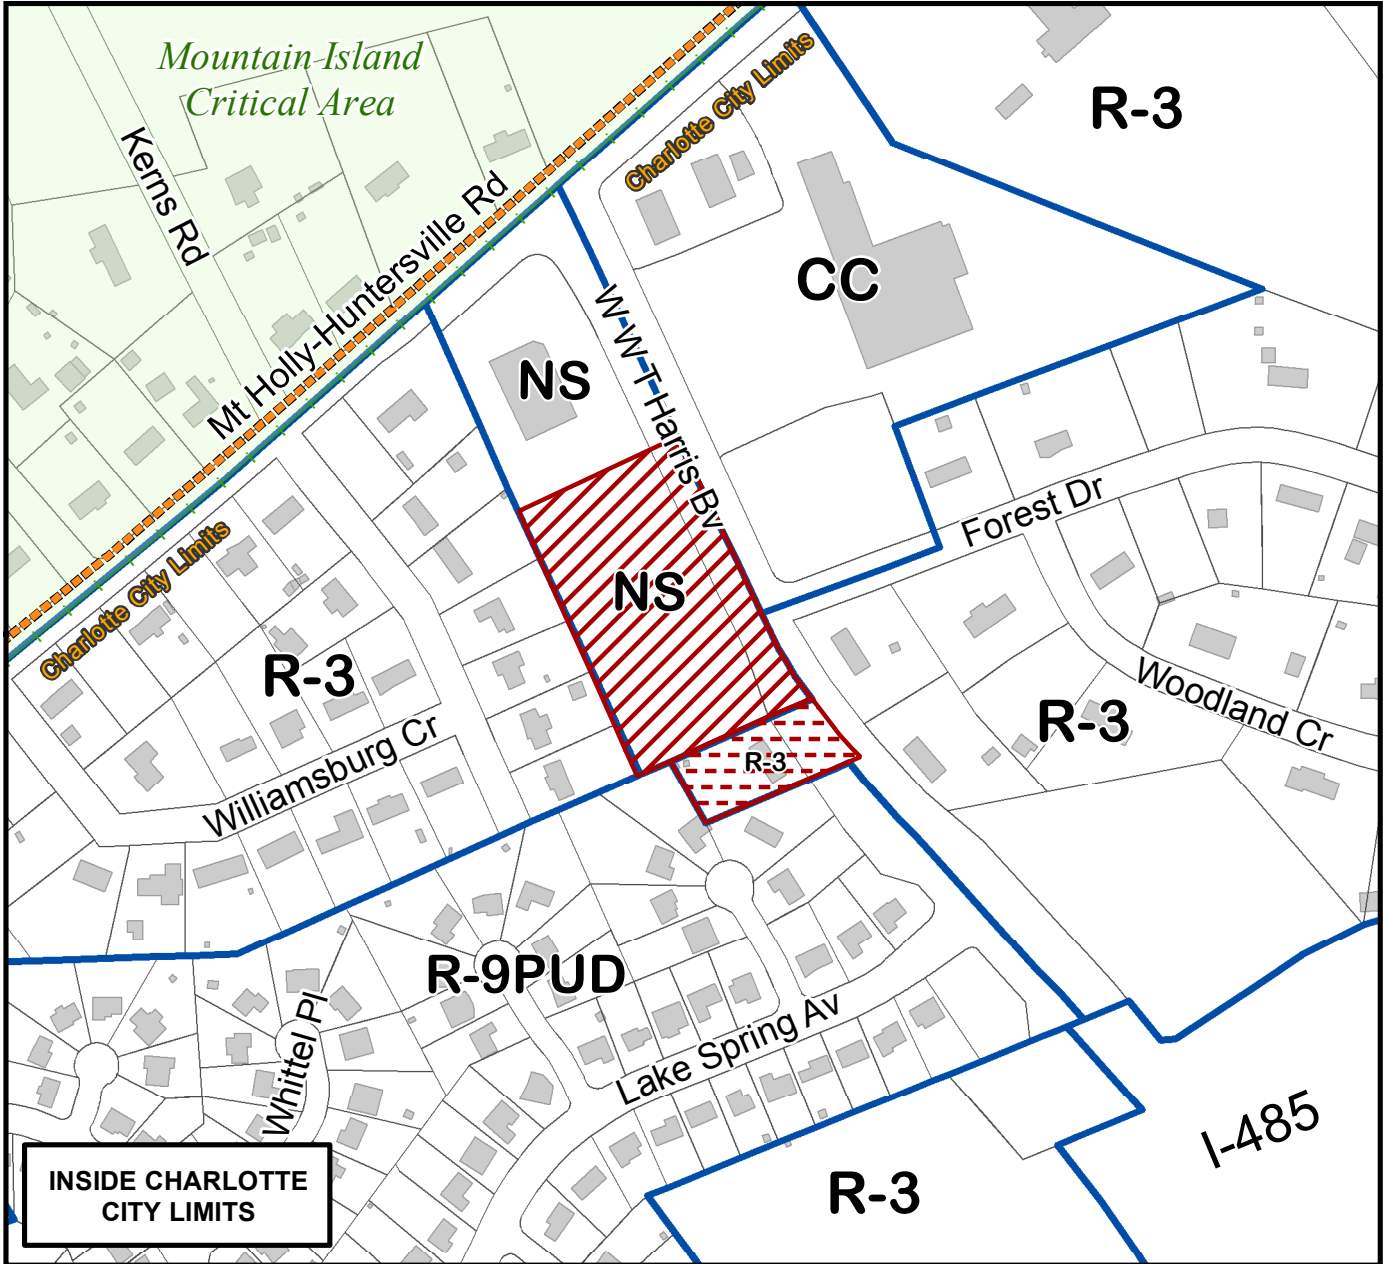 Mountain Island
Critical Area
Charlotte City Limits
R-3
Kerns Rd
Mt Holly-Huntersville Rd
CC
W W T Harris Bv
NS
Forest Dr
Charlotte City Limits
NS
R-3
Woodland Cr
R-3
Williamsburg Cr
R-3
R-9PUD
Whittel Pl
Lake Spring Av
I-485
R-3
INSIDE CHARLOTTE
CITY LIMITS